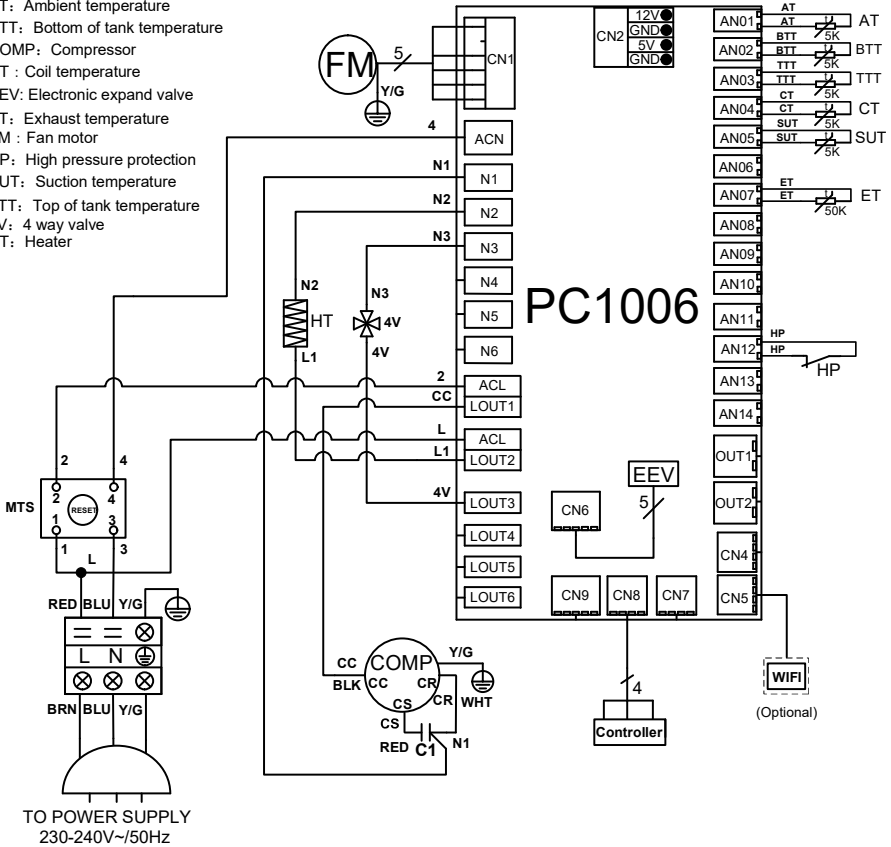 T: Ambient temperature
TT: Bottom of tank temperature
OMP: Compressor
T : Coil temperature
EV: Electronic expand valve
T: Exhaust temperature
M : Fan motor
P: High pressure protection
UT: Suction temperature
TT: Top of tank temperature
V: 4 way valve
T: Heater
FM
5
Y/G
CN1
CN2
12V
GND
5V
GND
AN01
AT
AT
5K
AT
AN02
BTT
BTT
5K
BTT
AN03
TTT
TTT
5K
TTT
AN04
CT
CT
5K
CT
AN05
SUT
SUT
5K
SUT
AN06
AN07
ET
ET
50K
ET
AN08
AN09
AN10
AN11
AN12
HP
HP
HP
AN13
AN14
OUT1
OUT2
CN4
CN5
4
ACN
N1
N1
N2
N2
N3
N3
N4
N5
N6
PC1006
N2
HT
L1
N3
4V
4V
2
ACL
CC
LOUT1
L
ACL
L1
LOUT2
4V
LOUT3
LOUT4
LOUT5
LOUT6
EEV
5
CN6
CN9
CN8
CN7
2
4
MTS
2
4
RESET
1
3
1
3
L
RED
BLU
Y/G
L
N
BRN
BLU
Y/G
TO POWER SUPPLY
230-240V~/50Hz
COMP
CC
BLK
CC
CR
CS
Y/G
WHT
CR
CS
RED
C1
N1
4
Controller
WIFI
(Optional)